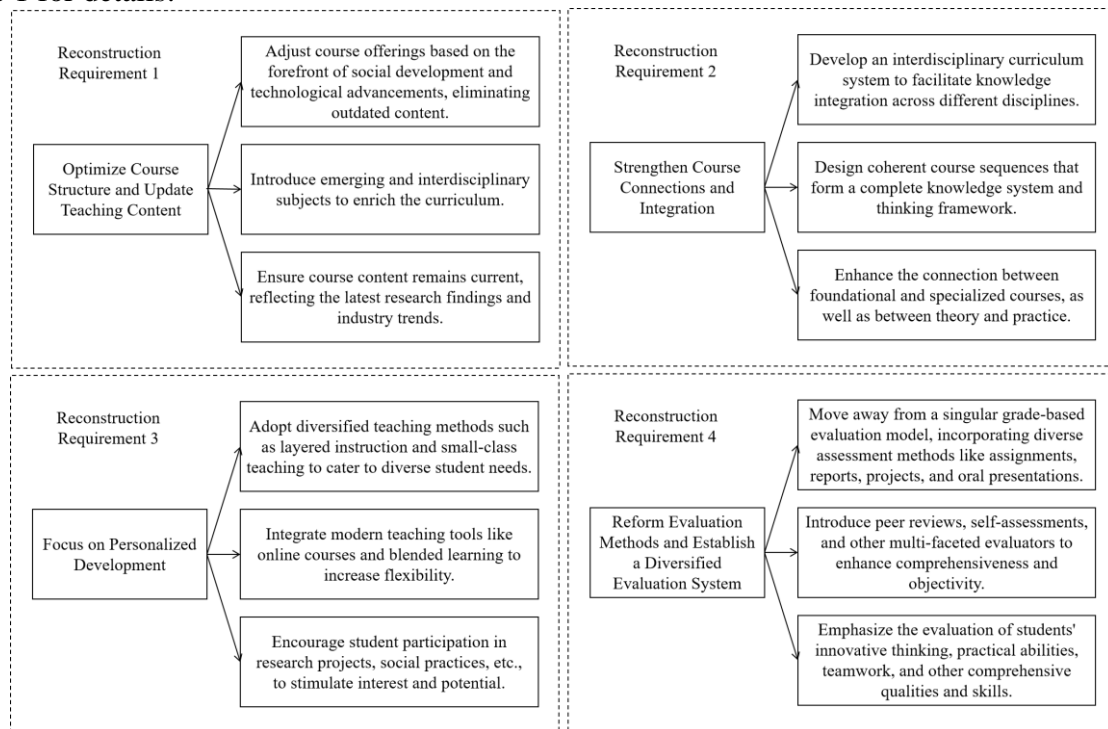 1 for details.
Reconstruction
Requirement 1
Optimize Course
Structure and Update
Teaching Content
Adjust course offerings based on the
forefront of social development and
technological advancements, eliminating
outdated content.
Introduce emerging and interdisciplinary
subjects to enrich the curriculum.
Ensure course content remains current,
reflecting the latest research findings and
industry trends.
Reconstruction
Requirement 2
Strengthen Course
Connections and
Integration
Develop an interdisciplinary curriculum
system to facilitate knowledge
integration across different disciplines.
Design coherent course sequences that
form a complete knowledge system and
thinking framework.
Enhance the connection between
foundational and specialized courses, as
well as between theory and practice.
Reconstruction
Requirement 3
Focus on Personalized
Development
Adopt diversified teaching methods such
as layered instruction and small-class
teaching to cater to diverse student needs.
Integrate modern teaching tools like
online courses and blended learning to
increase flexibility.
Encourage student participation in
research projects, social practices, etc.,
to stimulate interest and potential.
Reconstruction
Requirement 4
Reform Evaluation
Methods and Establish
a Diversified
Evaluation System
Move away from a singular grade-based
evaluation model, incorporating diverse
assessment methods like assignments,
reports, projects, and oral presentations.
Introduce peer reviews, self-assessments,
and other multi-faceted evaluators to
enhance comprehensiveness and
objectivity.
Emphasize the evaluation of students'
innovative thinking, practical abilities,
teamwork, and other comprehensive
qualities and skills.